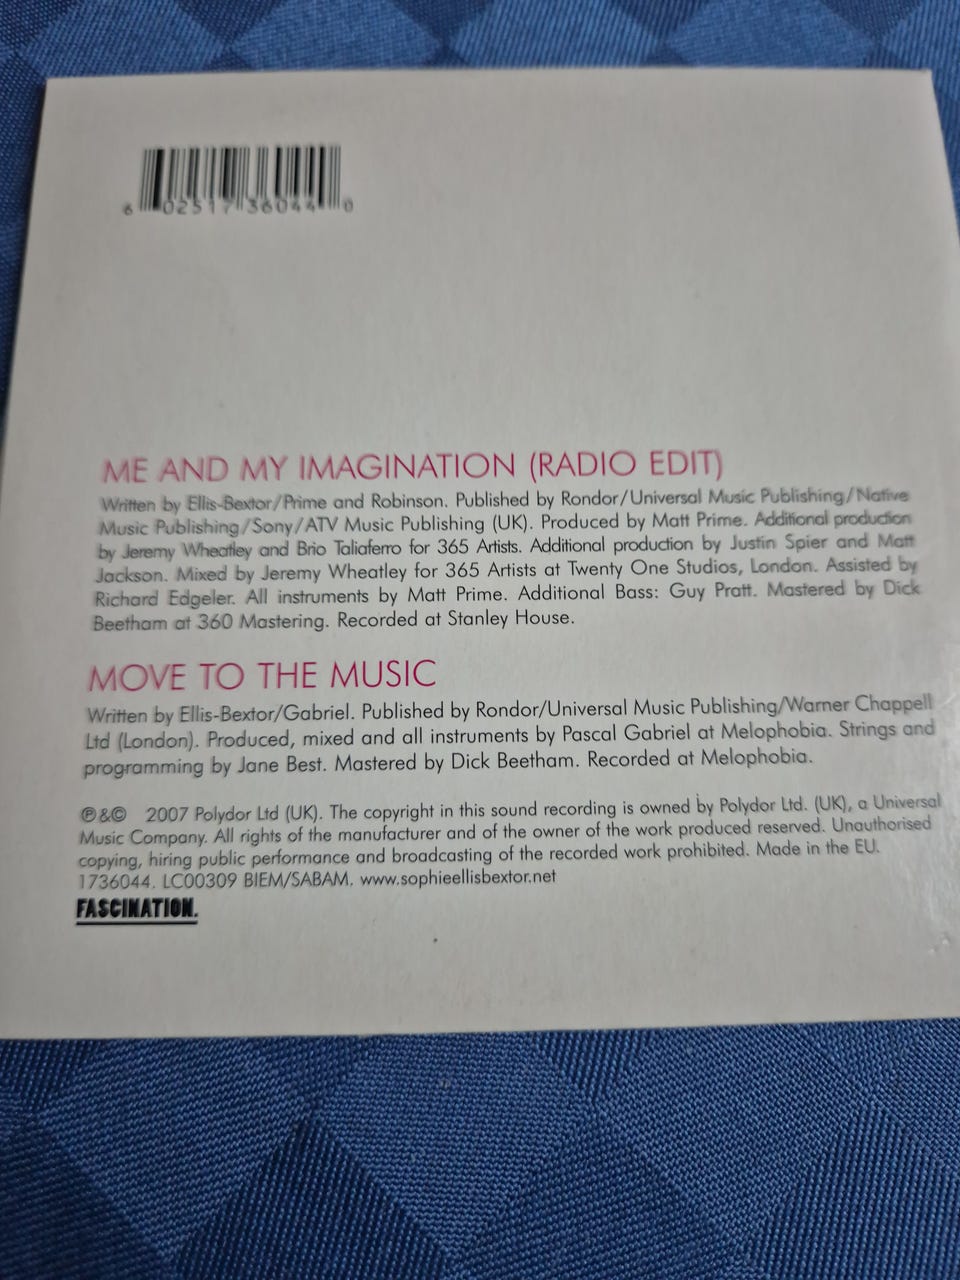 6 02517 36044 0
ME AND MY IMAGINATION (RADIO EDIT)
Written by Ellis-Bextor/Prime and Robinson. Published by Rondor/Universal Music Publishing/Native
Music Publishing/Sony/ATV Music Publishing (UK). Produced by Matt Prime. Additional production
by Jeremy Wheatley and Brio Taliaferro for 365 Artists. Additional production by Justin Spier and Matt
Jackson. Mixed by Jeremy Wheatley for 365 Artists at Twenty One Studios, London. Assisted by
Richard Edgeler. All instruments by Matt Prime. Additional Bass: Guy Pratt. Mastered by Dick
Beetham at 360 Mastering. Recorded at Stanley House.
MOVE TO THE MUSIC
Written by Ellis-Bextor/Gabriel. Published by Rondor/Universal Music Publishing/Warner Chappell
Ltd (London). Produced, mixed and all instruments by Pascal Gabriel at Melophobia. Strings and
programming by Jane Best. Mastered by Dick Beetham. Recorded at Melophobia.
℗&© 2007 Polydor Ltd (UK). The copyright in this sound recording is owned by Polydor Ltd. (UK), a Universal
Music Company. All rights of the manufacturer and of the owner of the work produced reserved. Unauthorised
copying, hiring public performance and broadcasting of the recorded work prohibited. Made in the EU.
1736044. LC00309 BIEM/SABAM. www.sophieellisbextor.net
FASCINATION.